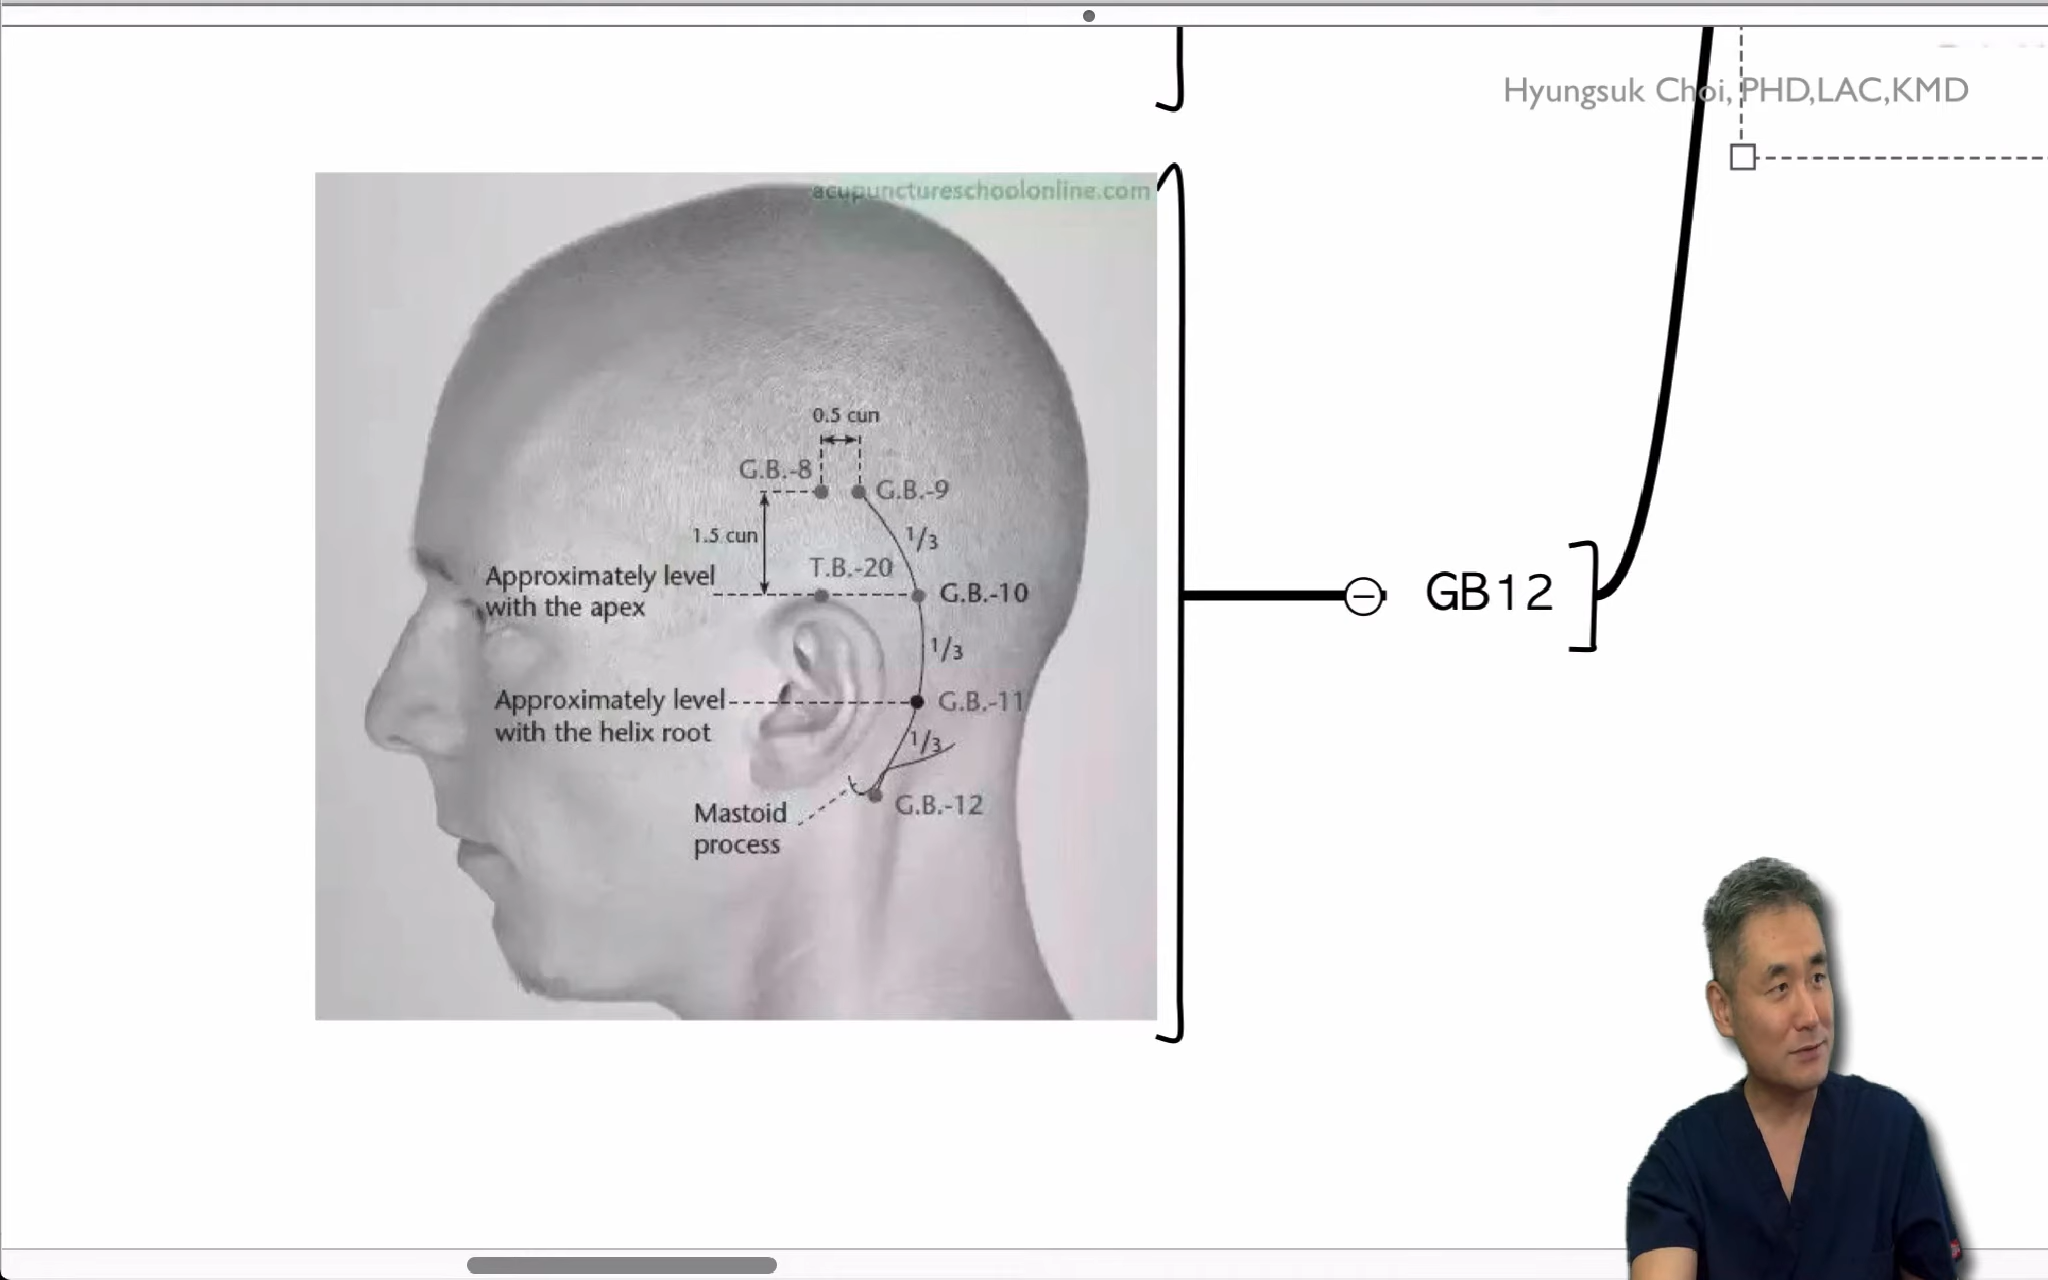 Hyungsuk Choi, PHD,LAC,KMD
acupunctureschoolonline.com
0.5 cun
G.B.-8
G.B.-9
1.5 cun
1/3
T.B.-20
Approximately level
with the apex
G.B.-10
1/3
Approximately level
with the helix root
G.B.-11
1/3
Mastoid
process
G.B.-12
GB12